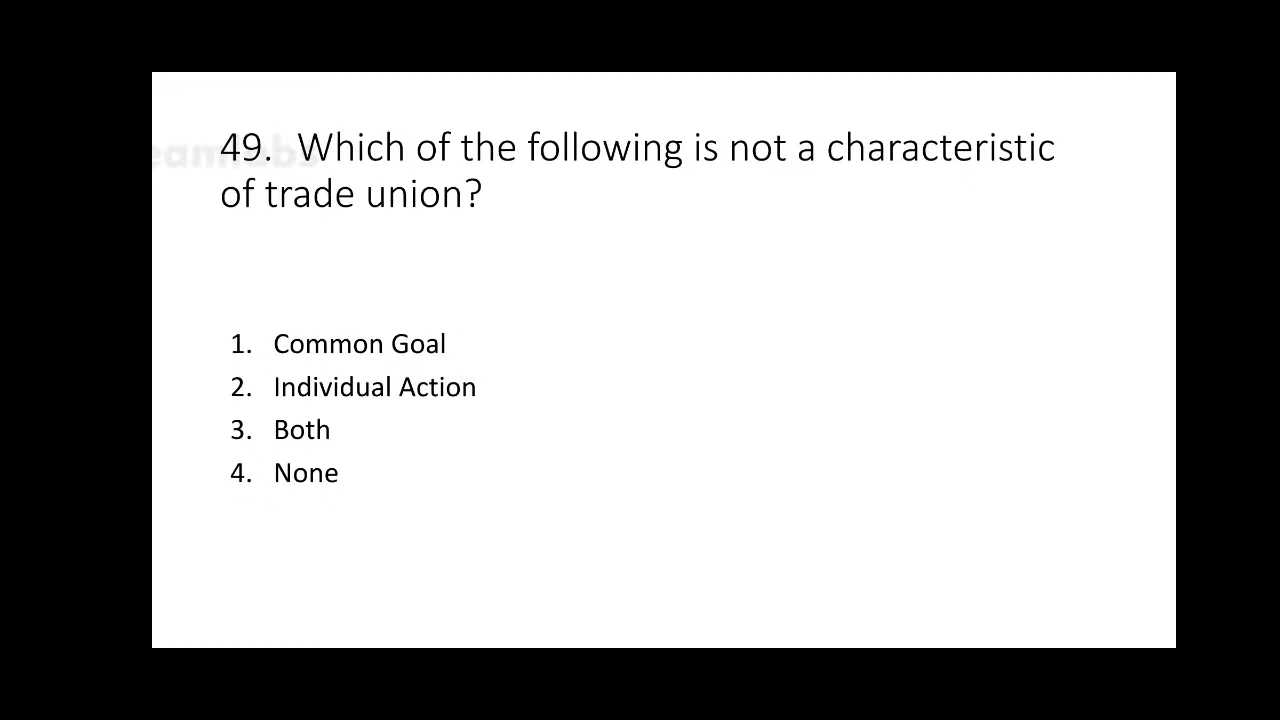 49. Which of the following is not a characteristic
of trade union?
1. Common Goal
2. Individual Action
3. Both
4. None